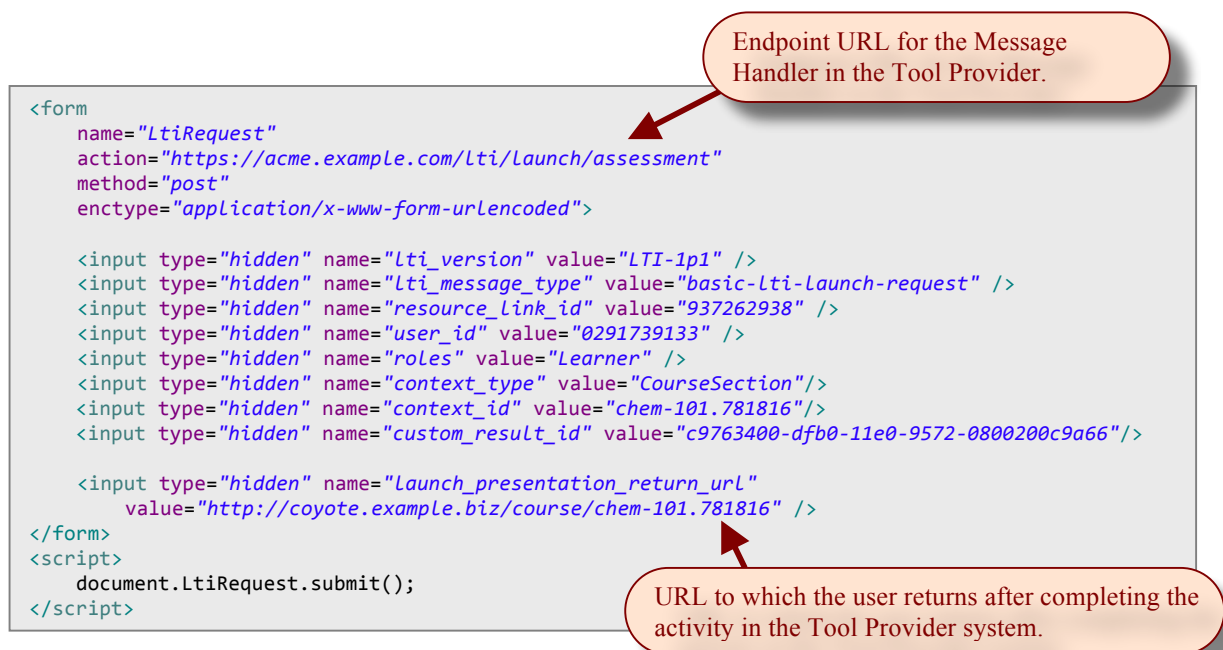 Endpoint URL for the Message
Handler in the Tool Provider.
<form
name="LtiRequest"
action="https://acme.example.com/lti/launch/assessment"
method="post"
enctype="application/x-www-form-urlencoded">
<input type="hidden" name="lti_version" value="LTI-1p1" />
<input type="hidden" name="lti_message_type" value="basic-lti-launch-request" />
<input type="hidden" name="resource_link_id" value="937262938" />
<input type="hidden" name="user_id" value="0291739133" />
<input type="hidden" name="roles" value="Learner" />
<input type="hidden" name="context_type" value="CourseSection"/>
<input type="hidden" name="context_id" value="chem-101.781816"/>
<input type="hidden" name="custom_result_id" value="c9763400-dfb0-11e0-9572-0800200c9a66"/>
<input type="hidden" name="launch_presentation_return_url"
value="http://coyote.example.biz/course/chem-101.781816" />
</form>
<script>
document.LtiRequest.submit();
</script>
URL to which the user returns after completing the
activity in the Tool Provider system.